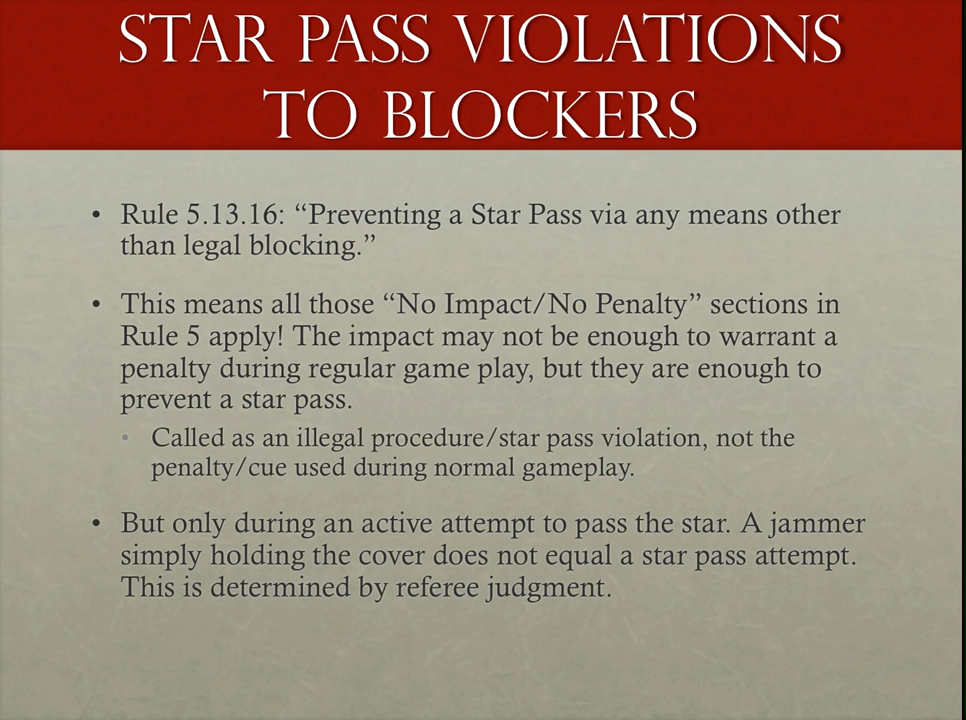 STAR PASS VIOLATIONS
TO BLOCKERS
• Rule 5.13.16: “Preventing a Star Pass via any means other
than legal blocking.”
• This means all those “No Impact/No Penalty” sections in
Rule 5 apply! The impact may not be enough to warrant a
penalty during regular game play, but they are enough to
prevent a star pass.
• Called as an illegal procedure/star pass violation, not the
penalty/cue used during normal gameplay.
• But only during an active attempt to pass the star. A jammer
simply holding the cover does not equal a star pass attempt.
This is determined by referee judgment.